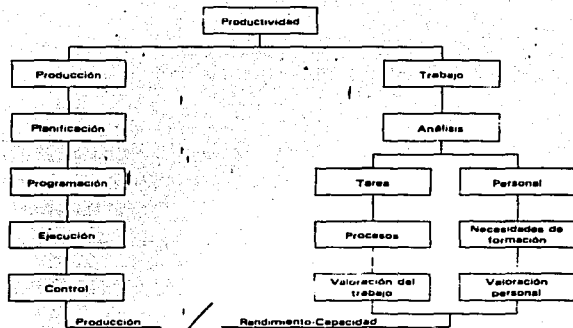 Productividad
Producción
Trabajo
Planificación
Análisis
Programación
Tarea
Personal
Ejecución
Procesos
Necesidades de
formación
Control
Valoración del
trabajo
Valoración
personal
Producción
Rendimiento-Capacidad